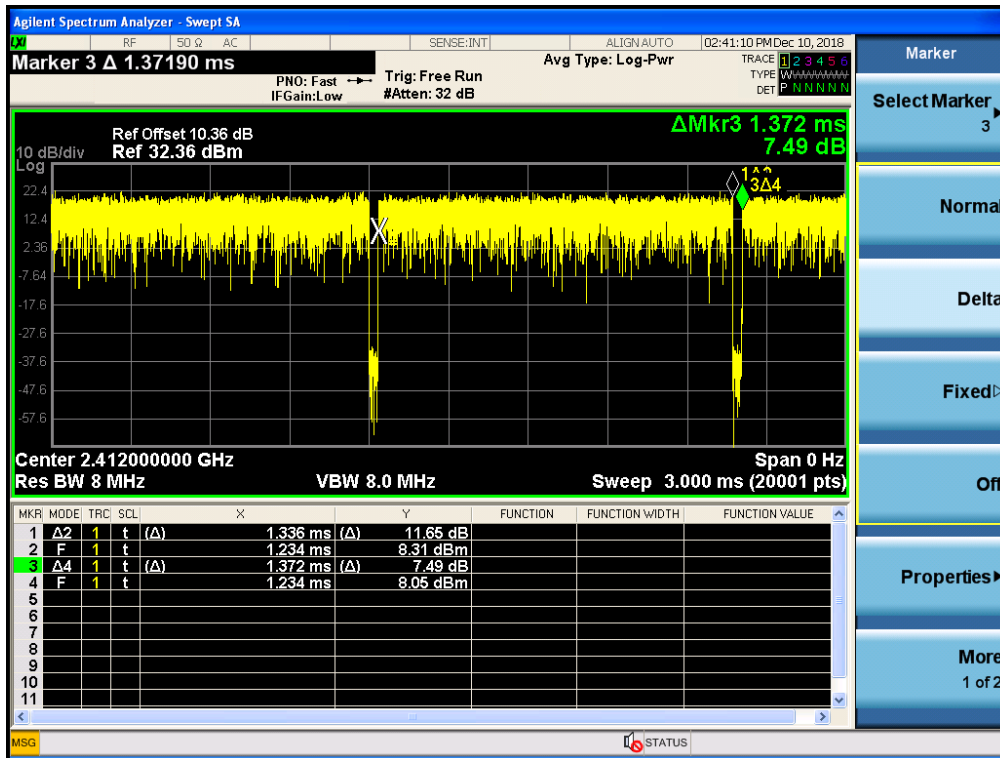 Agilent Spectrum Analyzer - Swept SA
LXI RF 50 Ω AC SENSE:INT ALIGNAUTO 02:41:10 PMDec 10, 2018
Marker 3 Δ 1.37190 ms
PNO: Fast
IFGain:Low
Trig: Free Run
#Atten: 32 dB
Avg Type: Log-Pwr
TRACE 1 2 3 4 5 6
TYPE W
DET P N N N N N
ΔMkr3 1.372 ms
7.49 dB
Ref Offset 10.36 dB
Ref 32.36 dBm
10 dB/div
Log
22.4
12.4
2.36
-7.64
-17.6
-27.6
-37.6
-47.6
-57.6
3Δ4
Center 2.412000000 GHz Span 0 Hz
Res BW 8 MHz VBW 8.0 MHz Sweep 3.000 ms (20001 pts)
MKR MODE TRC SCL X Y FUNCTION FUNCTION WIDTH FUNCTION VALUE
1 Δ2 1 t (Δ) 1.336 ms (Δ) 11.65 dB
2 F 1 t 1.234 ms 8.31 dBm
3 Δ4 1 t (Δ) 1.372 ms (Δ) 7.49 dB
4 F 1 t 1.234 ms 8.05 dBm
5
6
7
8
9
10
11
MSG STATUS
Marker
Select Marker
3
Normal
Delta
Fixed
Off
Properties
More
1 of 2